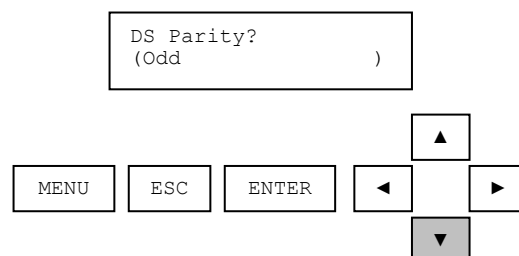 DS Parity?
(Odd )
▲
MENU ESC ENTER ◄ ►
▼